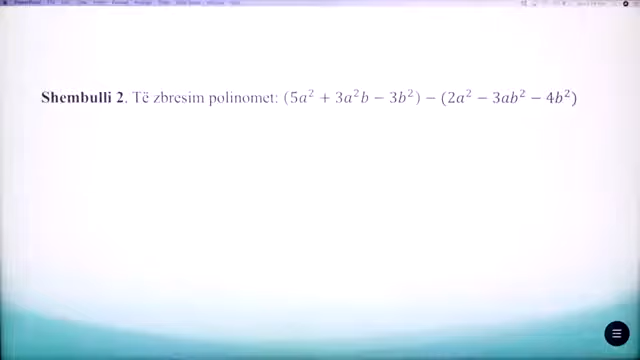 Shembulli 2. Të zbresim polinomet: (5a² + 3a²b − 3b²) − (2a² − 3ab² − 4b²)